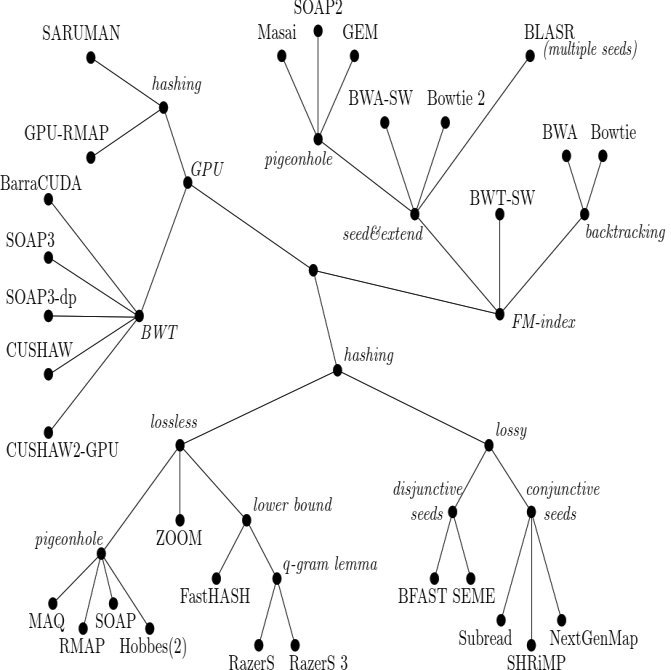 SOAP2
SARUMAN
Masai
GEM
BLASR
(multiple seeds)
hashing
BWA-SW
Bowtie 2
GPU-RMAP
BWA
Bowtie
pigeonhole
GPU
BarraCUDA
BWT-SW
SOAP3
seed&extend
backtracking
SOAP3-dp
BWT
FM-index
CUSHAW
hashing
CUSHAW2-GPU
lossless
lossy
disjunctive
seeds
conjunctive
seeds
lower bound
pigeonhole
ZOOM
q-gram lemma
FastHASH
BFAST
SEME
MAQ
SOAP
RMAP
Hobbes(2)
Subread
NextGenMap
RazerS
RazerS 3
SHRiMP